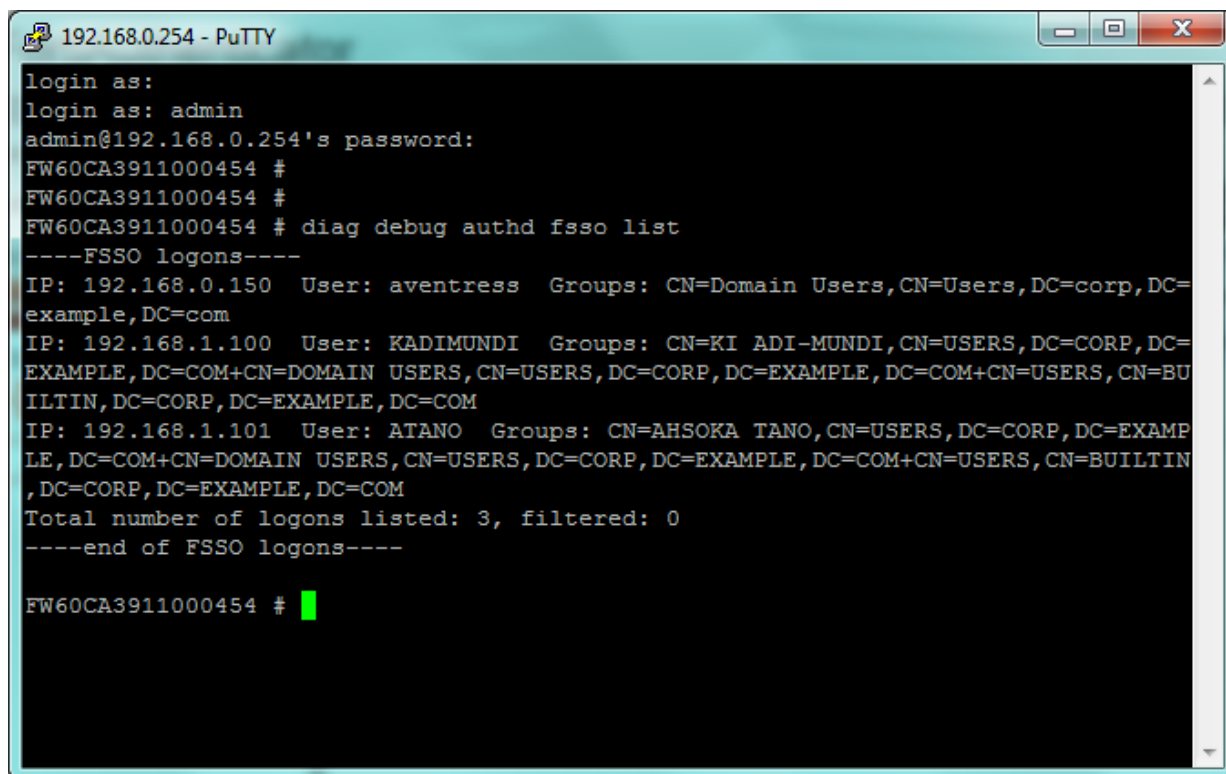 192.168.0.254 - PuTTY
login as:
login as: admin
admin@192.168.0.254's password:
FW60CA3911000454 #
FW60CA3911000454 #
FW60CA3911000454 # diag debug authd fsso list
----FSSO logons----
IP: 192.168.0.150  User: aventress  Groups: CN=Domain Users,CN=Users,DC=corp,DC=
example,DC=com
IP: 192.168.1.100  User: KADIMUNDI  Groups: CN=KI ADI-MUNDI,CN=USERS,DC=CORP,DC=
EXAMPLE,DC=COM+CN=DOMAIN USERS,CN=USERS,DC=CORP,DC=EXAMPLE,DC=COM+CN=USERS,CN=BU
ILTIN,DC=CORP,DC=EXAMPLE,DC=COM
IP: 192.168.1.101  User: ATANO  Groups: CN=AHSOKA TANO,CN=USERS,DC=CORP,DC=EXAMP
LE,DC=COM+CN=DOMAIN USERS,CN=USERS,DC=CORP,DC=EXAMPLE,DC=COM+CN=USERS,CN=BUILTIN
,DC=CORP,DC=EXAMPLE,DC=COM
Total number of logons listed: 3, filtered: 0
----end of FSSO logons----
FW60CA3911000454 #